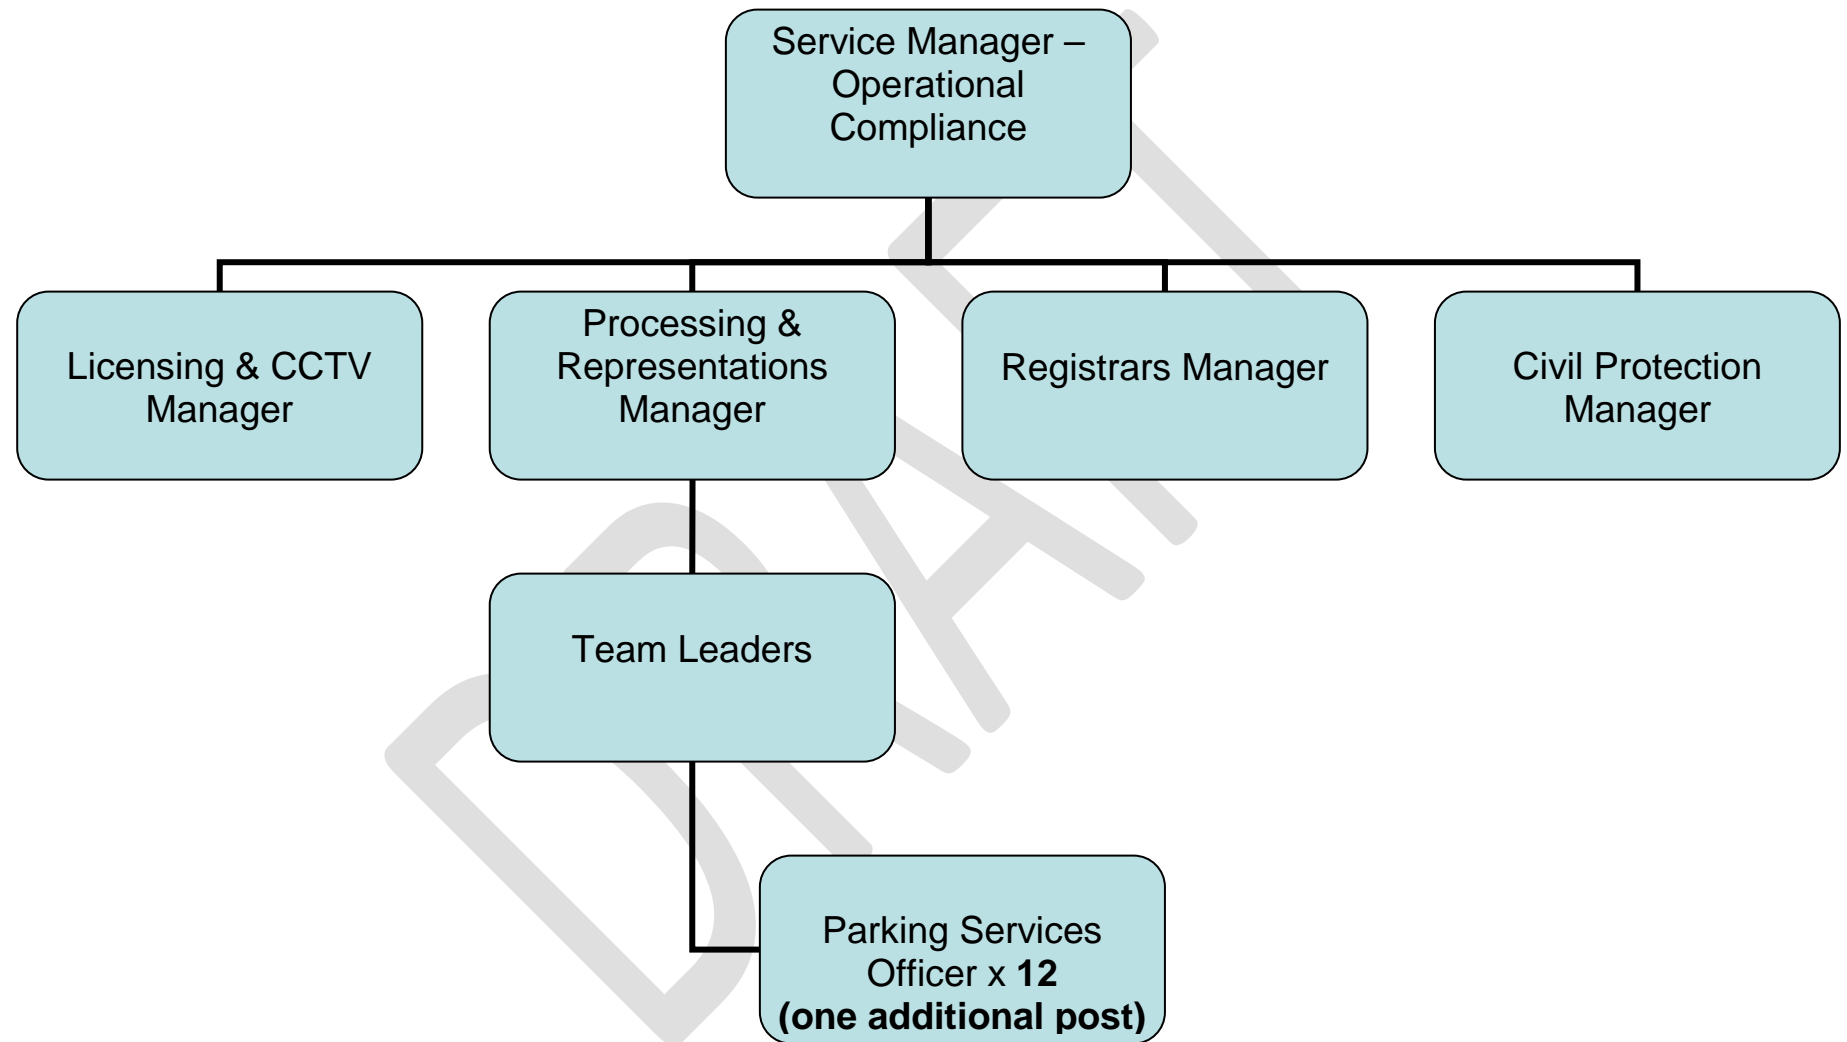 Service Manager –
Operational
Compliance
Licensing & CCTV
Manager
Processing &
Representations
Manager
Registrars Manager
Civil Protection
Manager
Team Leaders
Parking Services
Officer x 12
(one additional post)
DRAFT